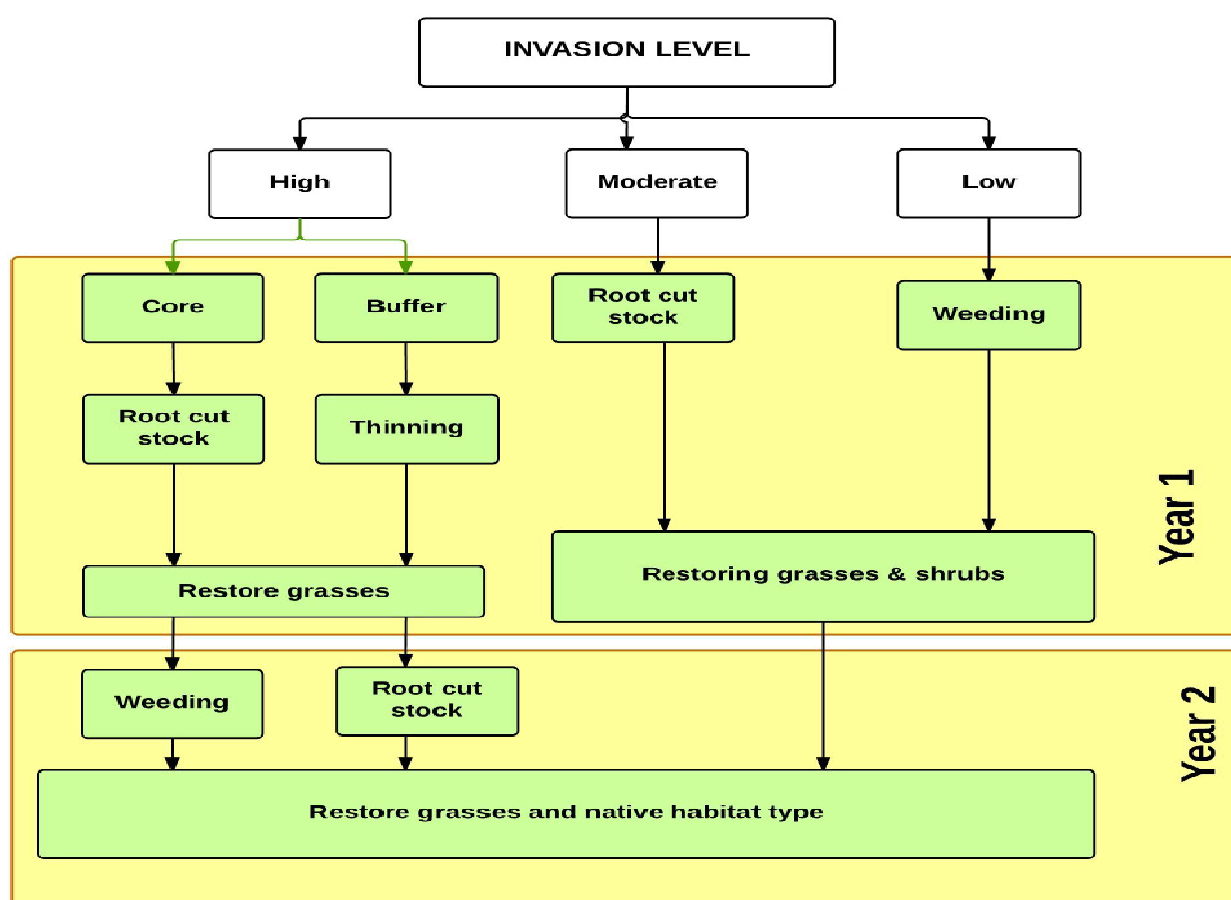 INVASION LEVEL
High
Moderate
Low
Core
Buffer
Root cut
stock
Weeding
Root cut
stock
Thinning
Restore grasses
Restoring grasses & shrubs
Year 1
Weeding
Root cut
stock
Restore grasses and native habitat type
Year 2